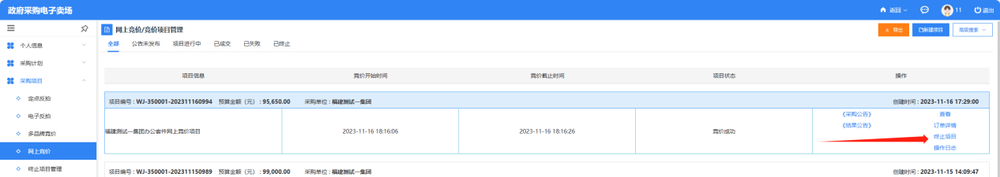 政府采购电子卖场
返回
11
退出
网上竞价/竞价项目管理
导出
新建项目
高级搜索
个人信息
全部 公告未发布 项目进行中 已成交 已失败 已终止
采购计划
采购项目
项目信息 竞价开始时间 竞价截止时间 项目状态 操作
定点反拍
项目编号 : WJ-350001-202311160994 预算金额（元）: 95,650.00 采购单位 : 福建测试一集团 创建时间 : 2023-11-16 17:29:00
电子反拍
《采购公告》 查看
《结果公告》 订单详情
多品牌竞价
福建测试一集团办公套件网上竞价项目 2023-11-16 18:16:06 2023-11-16 18:16:26 竞价成功
终止项目
网上竞价
操作日志
终止项目管理
项目编号 : WJ-350001-202311150989 预算金额（元）: 99,000.00 采购单位 : 福建测试一集团 创建时间 : 2023-11-15 14:09:47